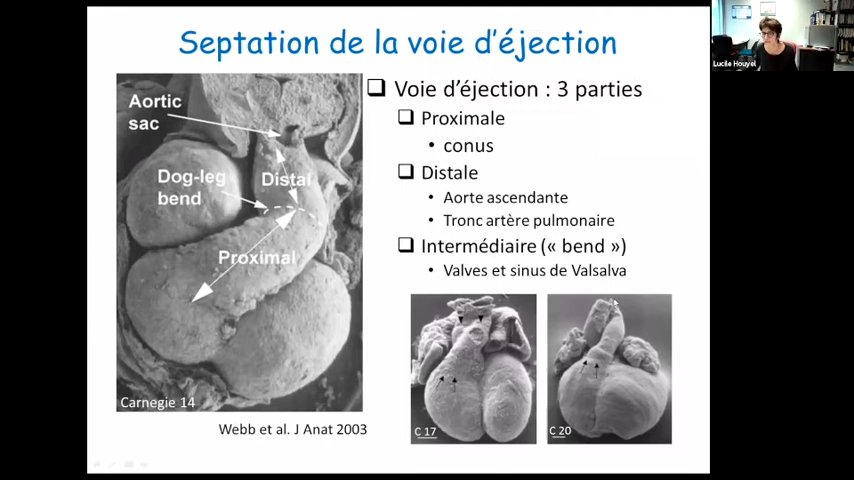 Septation de la voie d'éjection
Aortic
sac
Dog-leg
bend
Distal
Proximal
Carnegie 14
Webb et al. J Anat 2003
Voie d'éjection : 3 parties
Proximale
• conus
Distale
• Aorte ascendante
• Tronc artère pulmonaire
Intermédiaire (« bend »)
• Valves et sinus de Valsalva
C 17
C 20
Lucile Houyel